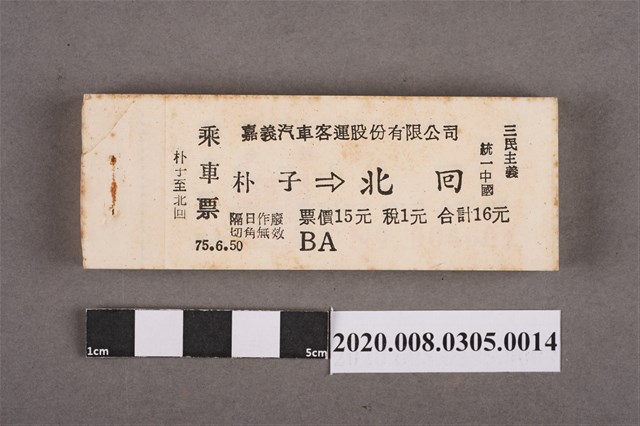 嘉義汽車客運股份有限公司
三民主義
統一中國
乘車票
朴子至北回
朴子⇨北回
隔日作廢
切角無效
票價15元 稅1元 合計16元
75.6.50
BA
1cm
5cm
2020.008.0305.0014